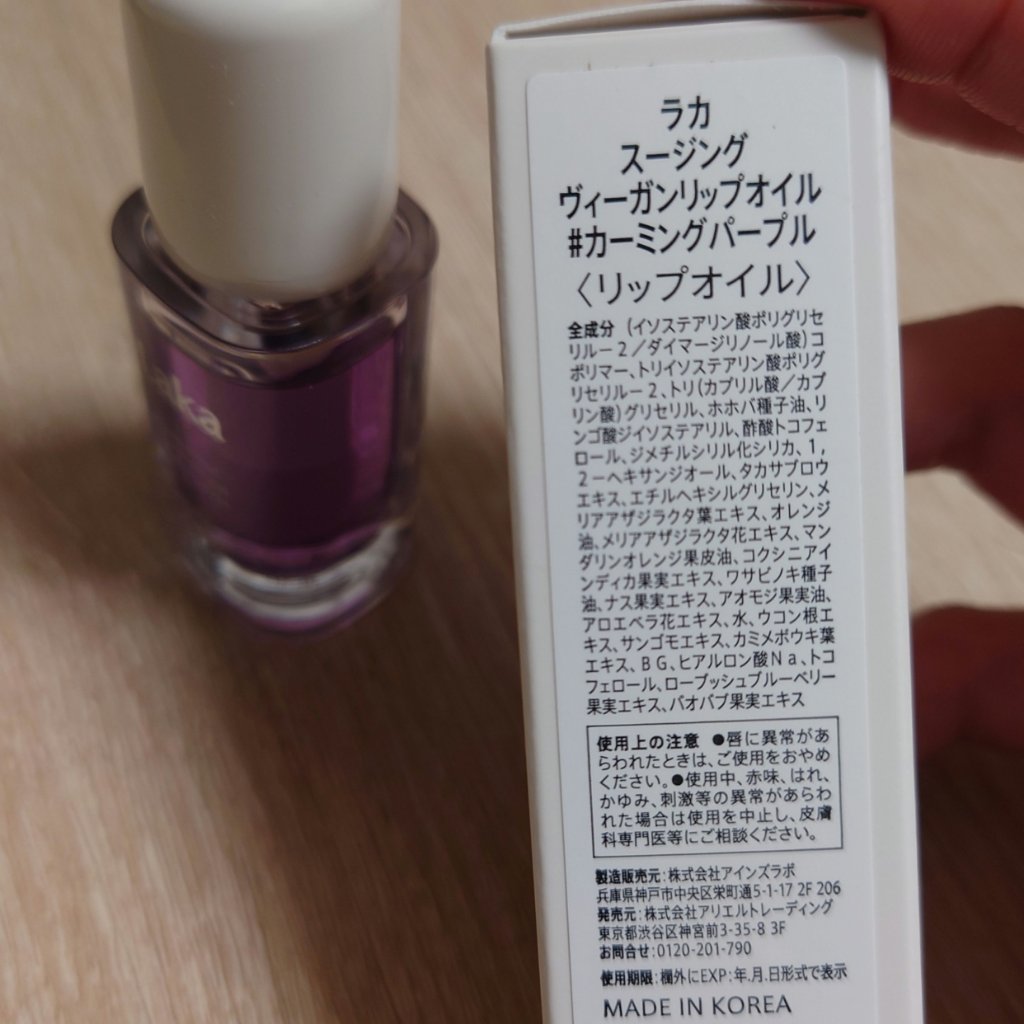 ラカ
スージング
ヴィーガンリップオイル
#カーミングパープル
〈リップオイル〉
全成分 (イソステアリン酸ポリグリセ
リル−2/ダイマージリノール酸)コ
ポリマー、トリイソステアリン酸ポリグ
リセリル−2、トリ(カプリル酸/カプ
リン酸)グリセリル、ホホバ種子油、リ
ンゴ酸ジイソステアリル、酢酸トコフェ
ロール、ジメチルシリル化シリカ、1,
2−ヘキサンジオール、タカサブロウ
エキス、エチルヘキシルグリセリン、メ
リアアザジラクタ葉エキス、オレンジ
油、メリアアザジラクタ花エキス、マン
ダリンオレンジ果皮油、コクシニアイ
ンディカ果実エキス、ワサビノキ種子
油、ナス果実エキス、アオモジ果実油、
アロエベラ花エキス、水、ウコン根エ
キス、サンゴモエキス、カミメボウキ葉
エキス、BG、ヒアルロン酸Na、トコ
フェロール、ローブッシュブルーベリー
果実エキス、バオバブ果実エキス
使用上の注意 ●唇に異常があ
らわれたときは、ご使用をおやめ
ください。●使用中、赤味、はれ、
かゆみ、刺激等の異常があらわ
れた場合は使用を中止し、皮膚
科専門医等にご相談ください。
製造販売元:株式会社アインズラボ
兵庫県神戸市中央区栄町通5-1-17 2F 206
発売元:株式会社アリエルトレーディング
東京都渋谷区神宮前3-35-8 3F
お問合せ:0120-201-790
使用期限:欄外にEXP:年.月.日形式で表示
MADE IN KOREA